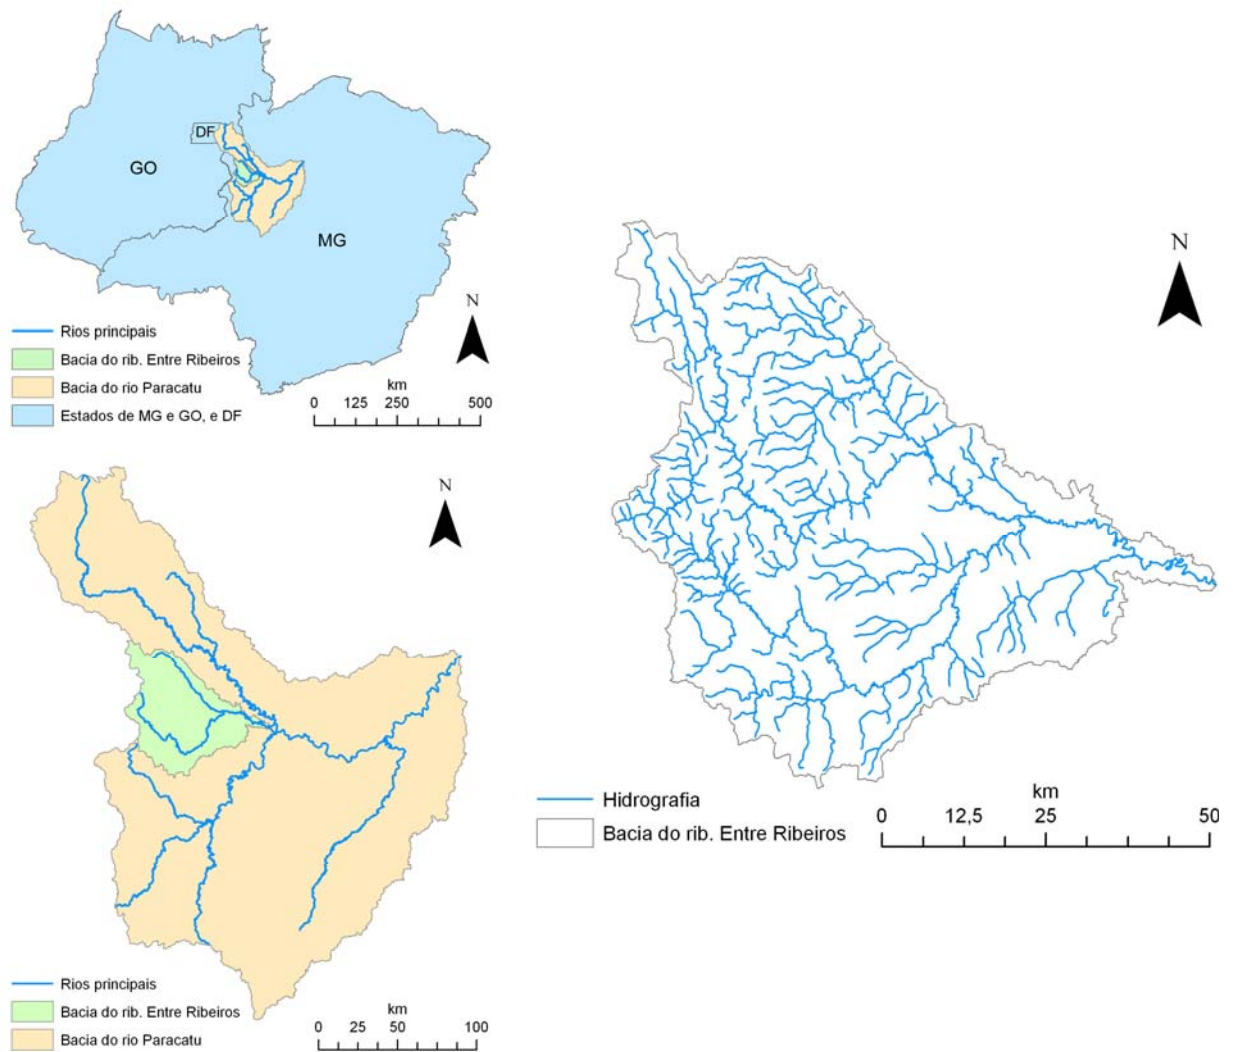 DF
GO
MG
N
Rios principais
Bacia do rib. Entre Ribeiros
Bacia do rio Paracatu
Estados de MG e GO, e DF
km
0 125 250 500
N
Rios principais
Bacia do rib. Entre Ribeiros
Bacia do rio Paracatu
km
0 25 50 100
N
Hidrografia
Bacia do rib. Entre Ribeiros
km
0 12,5 25 50